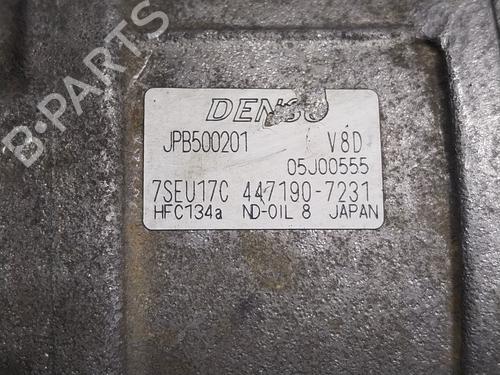 B-PARTS
DENSO
JPB500201 V8D
05J00555
7SEU17C 447190-7231
HFC134a ND-OIL 8 JAPAN